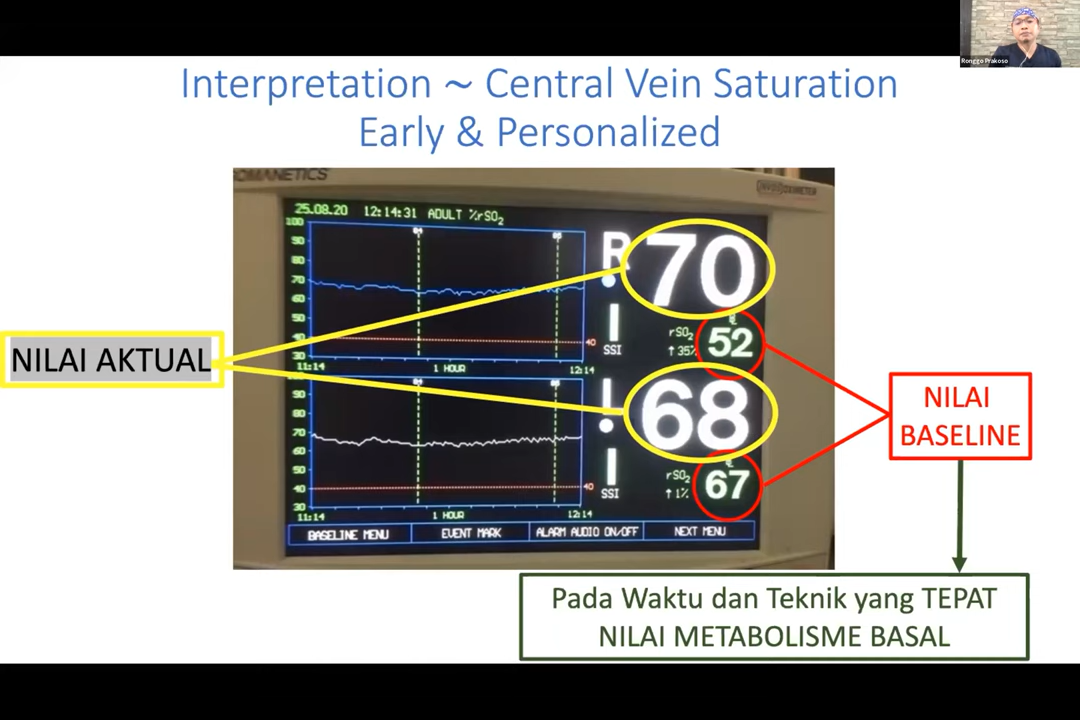 Ronggo Prakoso
Interpretation ~ Central Vein Saturation
Early & Personalized
25.08.20 12:14:31 ADULT %rSO2
100
90
80
70
60
50
40
30
11:14
1 HOUR
12:14
40
R
70
SSI
rSO2
↑35%
52
90
80
70
60
50
40
30
11:14
1 HOUR
12:14
40
L
68
SSI
rSO2
↑1%
67
BASELINE MENU
EVENT MARK
ALARM AUDIO ON/OFF
NEXT MENU
NILAI AKTUAL
NILAI
BASELINE
Pada Waktu dan Teknik yang TEPAT
NILAI METABOLISME BASAL